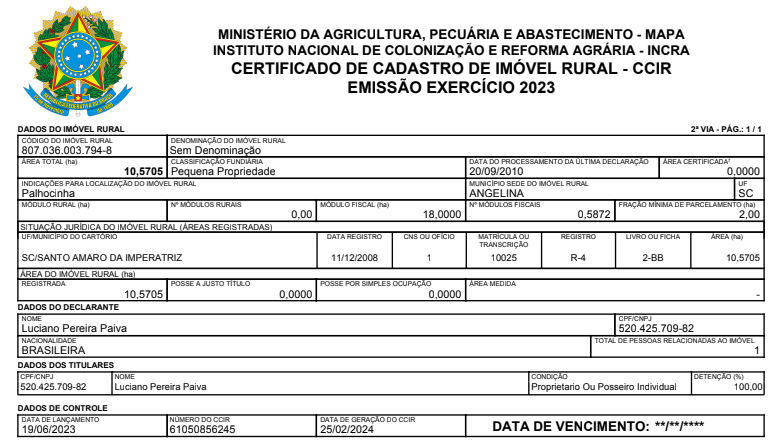 MINISTÉRIO DA AGRICULTURA, PECUÁRIA E ABASTECIMENTO - MAPA
INSTITUTO NACIONAL DE COLONIZAÇÃO E REFORMA AGRÁRIA - INCRA
CERTIFICADO DE CADASTRO DE IMÓVEL RURAL - CCIR
EMISSÃO EXERCÍCIO 2023
DADOS DO IMÓVEL RURAL 2ª VIA - PÁG.: 1 / 1
CÓDIGO DO IMÓVEL RURAL DENOMINAÇÃO DO IMÓVEL RURAL
807.036.003.794-8 Sem Denominação
ÁREA TOTAL (ha) CLASSIFICAÇÃO FUNDIÁRIA DATA DO PROCESSAMENTO DA ÚLTIMA DECLARAÇÃO ÁREA CERTIFICADA⁷
10,5705 Pequena Propriedade 20/09/2010 0,0000
INDICAÇÕES PARA LOCALIZAÇÃO DO IMÓVEL RURAL MUNICÍPIO SEDE DO IMÓVEL RURAL UF
Palhocinha ANGELINA SC
MÓDULO RURAL (ha) Nº MÓDULOS RURAIS MÓDULO FISCAL (ha) Nº MÓDULOS FISCAIS FRAÇÃO MÍNIMA DE PARCELAMENTO (ha)
0,00 18,0000 0,5872 2,00
SITUAÇÃO JURÍDICA DO IMÓVEL RURAL (ÁREAS REGISTRADAS)
UF/MUNICÍPIO DO CARTÓRIO DATA REGISTRO CNS OU OFÍCIO MATRÍCULA OU TRANSCRIÇÃO REGISTRO LIVRO OU FICHA ÁREA (ha)
SC/SANTO AMARO DA IMPERATRIZ 11/12/2008 1 10025 R-4 2-BB 10,5705
ÁREA DO IMÓVEL RURAL (ha)
REGISTRADA POSSE A JUSTO TÍTULO POSSE POR SIMPLES OCUPAÇÃO ÁREA MEDIDA
10,5705 0,0000 0,0000 -
DADOS DO DECLARANTE
NOME CPF/CNPJ
Luciano Pereira Paiva 520.425.709-82
NACIONALIDADE TOTAL DE PESSOAS RELACIONADAS AO IMÓVEL
BRASILEIRA 1
DADOS DOS TITULARES
CPF/CNPJ NOME CONDIÇÃO DETENÇÃO (%)
520.425.709-82 Luciano Pereira Paiva Proprietario Ou Posseiro Individual 100,00
DADOS DE CONTROLE
DATA DE LANÇAMENTO NÚMERO DO CCIR DATA DE GERAÇÃO DO CCIR DATA DE VENCIMENTO: **/**/****
19/06/2023 61050856245 25/02/2024